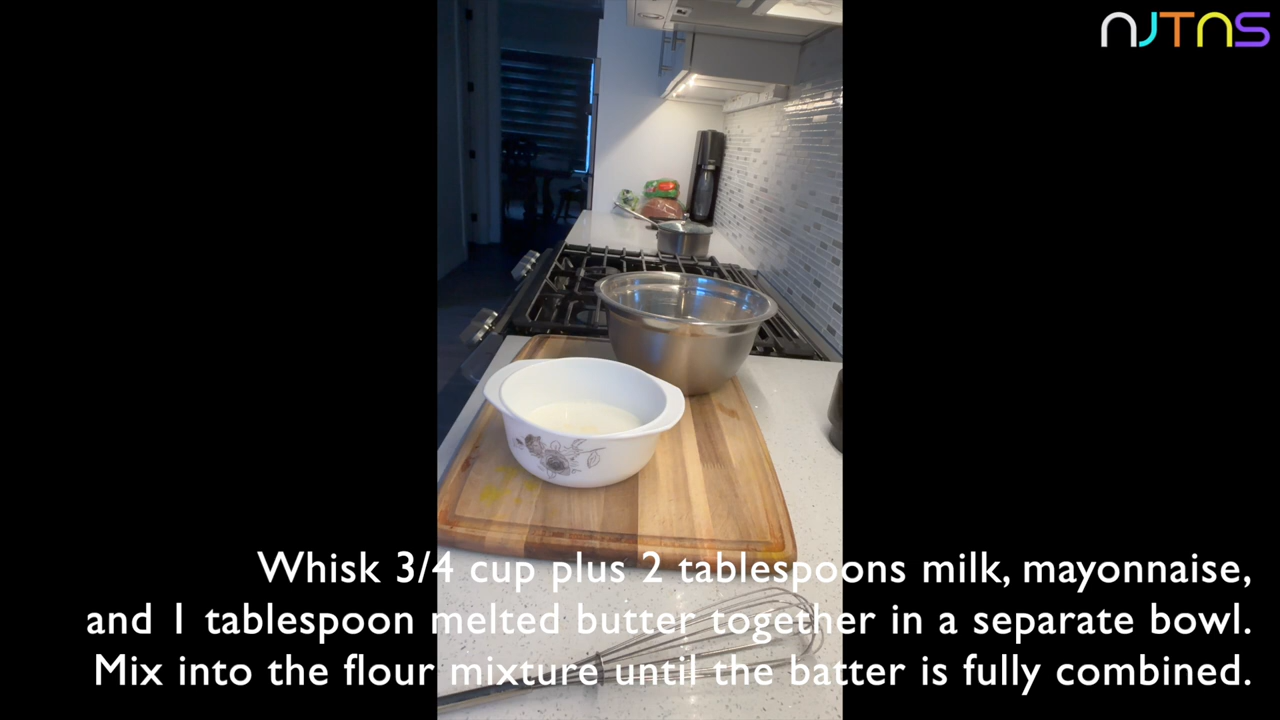 NJTNS
Whisk 3/4 cup plus 2 tablespoons milk, mayonnaise,
and 1 tablespoon melted butter together in a separate bowl.
Mix into the flour mixture until the batter is fully combined.